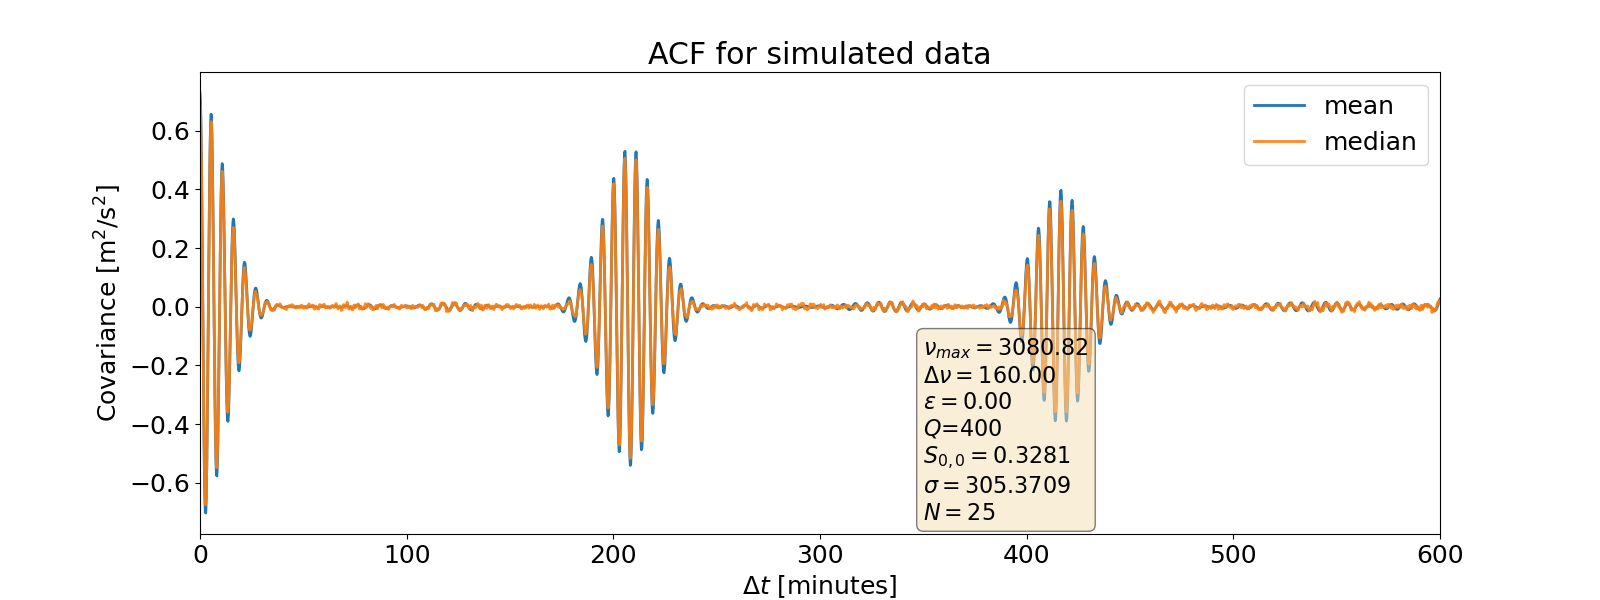 ACF for simulated data
Covariance [m²/s²]
0.6
0.4
0.2
0.0
−0.2
−0.4
−0.6
mean
median
νmax = 3080.82
Δν = 160.00
ε = 0.00
Q=400
S0,0 = 0.3281
σ = 305.3709
N = 25
0 100 200 300 400 500 600
Δt [minutes]